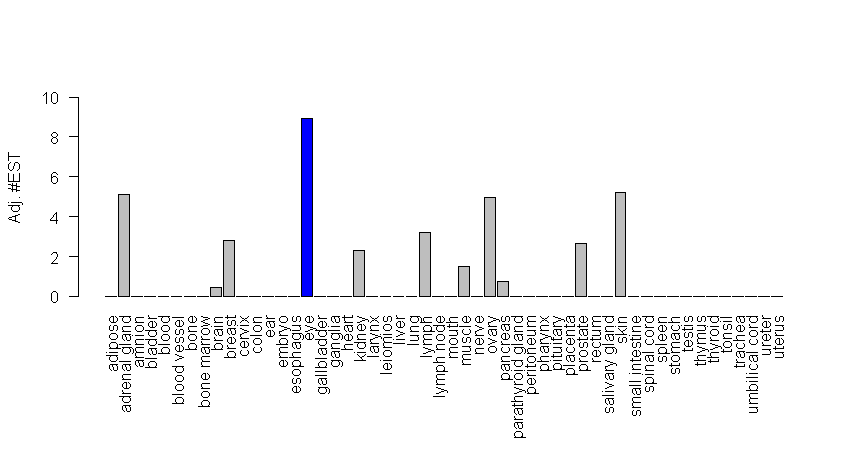 Adj. #EST
10
8
6
4
2
0
adipose
adrenal gland
amnion
bladder
blood
blood vessel
bone
bone marrow
brain
breast
cervix
colon
ear
embryo
esophagus
eye
gallbladder
ganglia
heart
kidney
larynx
leiomios
liver
lung
lymph
lymph node
mouth
muscle
nerve
ovary
pancreas
parathyroid gland
peritoneum
pharynx
pituitary
placenta
prostate
rectum
salivary gland
skin
small intestine
spinal cord
spleen
stomach
testis
thymus
thyroid
tonsil
trachea
umbilical cord
ureter
uterus